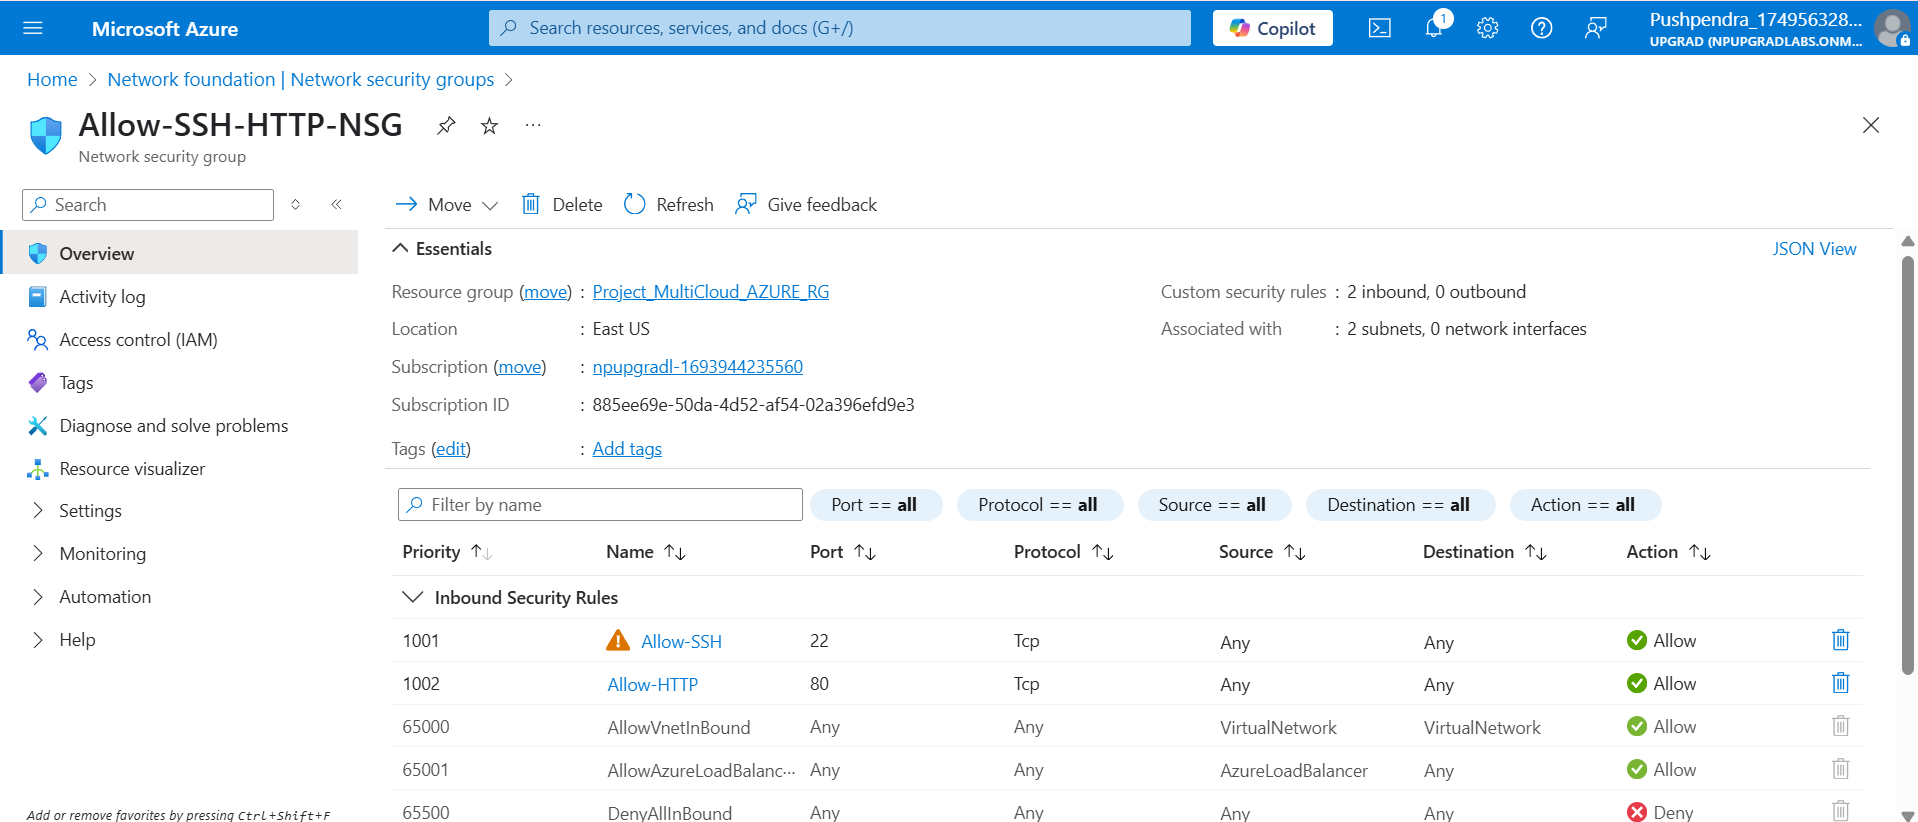 Microsoft Azure
Search resources, services, and docs (G+/)
Copilot
1
Pushpendra_174956328...
UPGRAD (NPUPGRADLABS.ONM...
Home > Network foundation | Network security groups >
Allow-SSH-HTTP-NSG ...
Network security group
Search
Move
Delete
Refresh
Give feedback
Overview
Activity log
Access control (IAM)
Tags
Diagnose and solve problems
Resource visualizer
Settings
Monitoring
Automation
Help
Add or remove favorites by pressing Ctrl+Shift+F
Essentials
JSON View
Resource group (move) : Project_MultiCloud_AZURE_RG
Custom security rules : 2 inbound, 0 outbound
Location : East US
Associated with : 2 subnets, 0 network interfaces
Subscription (move) : npupgradl-1693944235560
Subscription ID : 885ee69e-50da-4d52-af54-02a396efd9e3
Tags (edit) : Add tags
Filter by name
Port == all
Protocol == all
Source == all
Destination == all
Action == all
Priority Name Port Protocol Source Destination Action
Inbound Security Rules
1001 Allow-SSH 22 Tcp Any Any Allow
1002 Allow-HTTP 80 Tcp Any Any Allow
65000 AllowVnetInBound Any Any VirtualNetwork VirtualNetwork Allow
65001 AllowAzureLoadBalanc··· Any Any AzureLoadBalancer Any Allow
65500 DenyAllInBound Any Any Any Any Deny